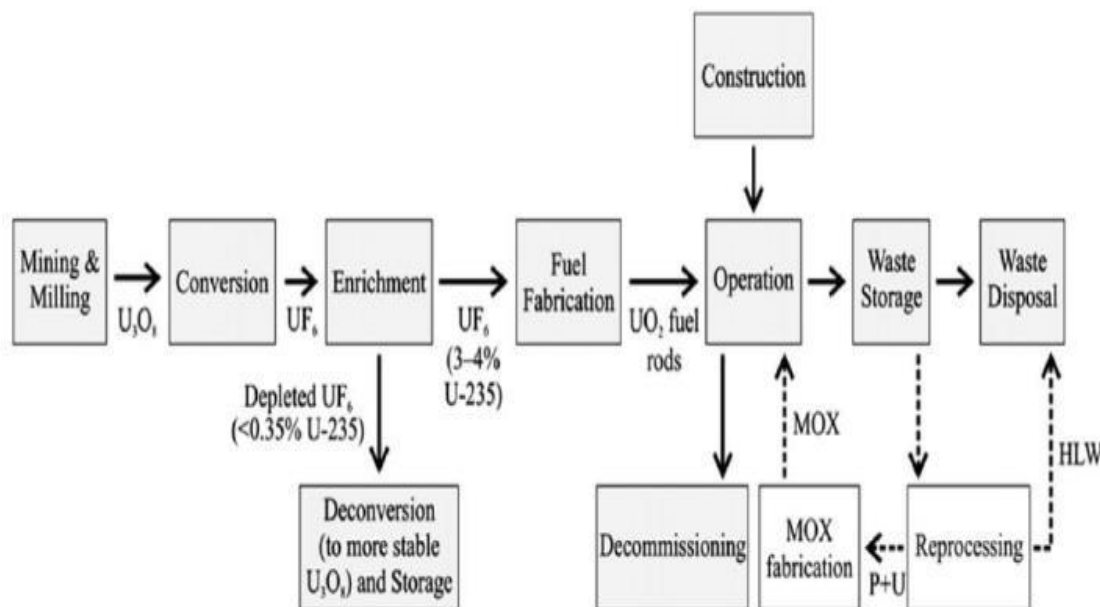 Construction
Mining &
Milling
U₃O₈
Conversion
UF₆
Enrichment
UF₆
(3–4%
U-235)
Fuel
Fabrication
UO₂ fuel
rods
Operation
Waste
Storage
Waste
Disposal
Depleted UF₆
(<0.35% U-235)
MOX
HLW
Deconversion
(to more stable
U₃O₈) and Storage
Decommissioning
MOX
fabrication
P+U
Reprocessing